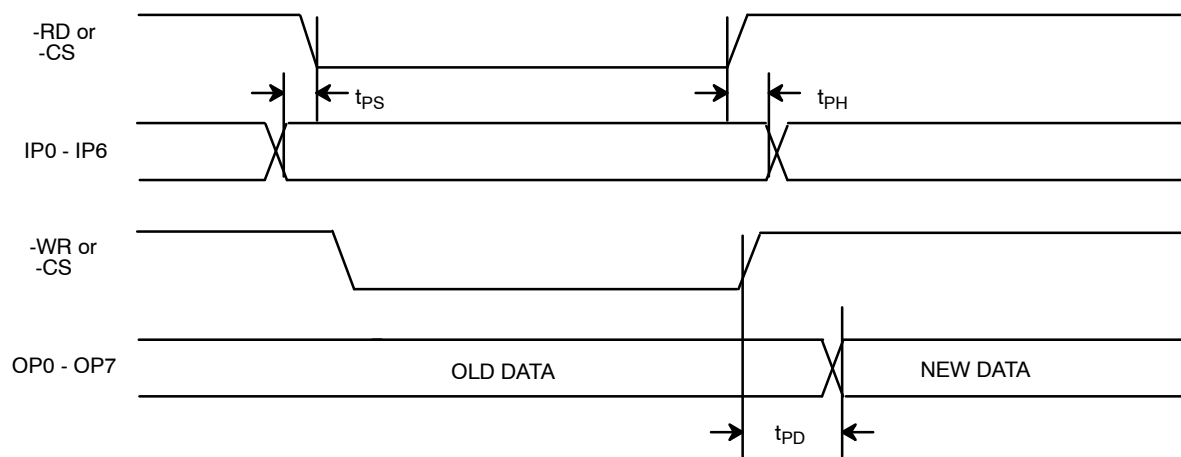 -RD or
-CS
tPS
tPH
IP0 - IP6
-WR or
-CS
OP0 - OP7
OLD DATA
NEW DATA
tPD